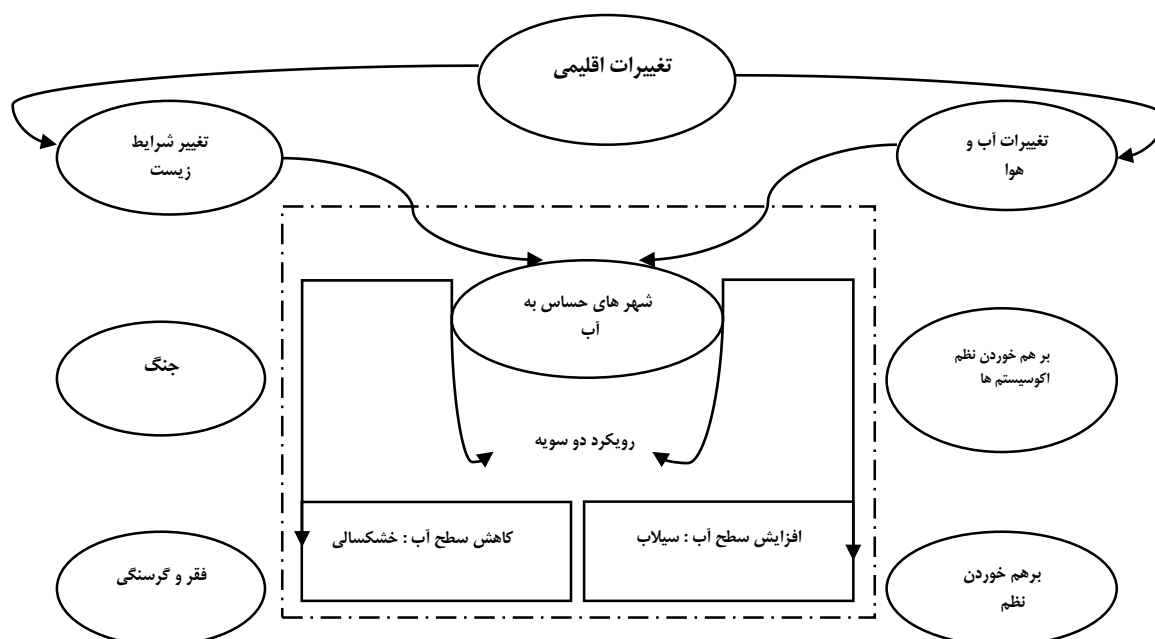 تغییرات اقلیمی
تغییرات آب و
هوا
تغییر شرایط
زیست
شهر های حساس به
آب
بر هم خوردن نظم
اکوسیستم ها
جنگ
رویکرد دو سویه
افزایش سطح آب : سیلاب
کاهش سطح آب : خشکسالی
برهم خوردن
نظم
فقر و گرسنگی